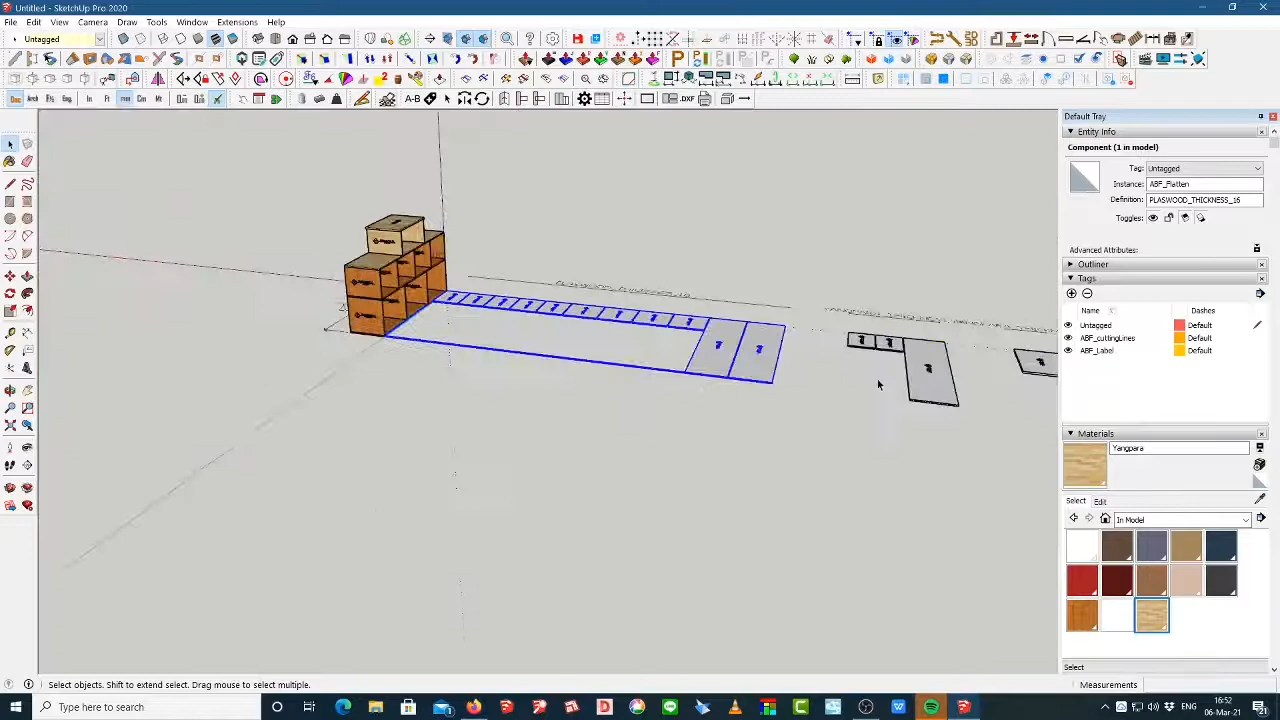 Untitled - SketchUp Pro 2020
File Edit View Camera Draw Tools Window Extensions Help
Untagged
Default Tray
Entity Info
Component (1 in model)
Tag: Untagged
Instance: ABF_Flatten
Definition: PLASWOOD_THICKNESS_16
Toggles:
Advanced Attributes:
Outliner
Tags
Name Dashes
Untagged Default
ABF_cuttingLines Default
ABF_Label Default
Materials
Yangpara
Select Edit
In Model
Select
Select objects. Shift to extend select. Drag mouse to select multiple.
Measurements
Type here to search
ENG
16:52
06-Mar-21